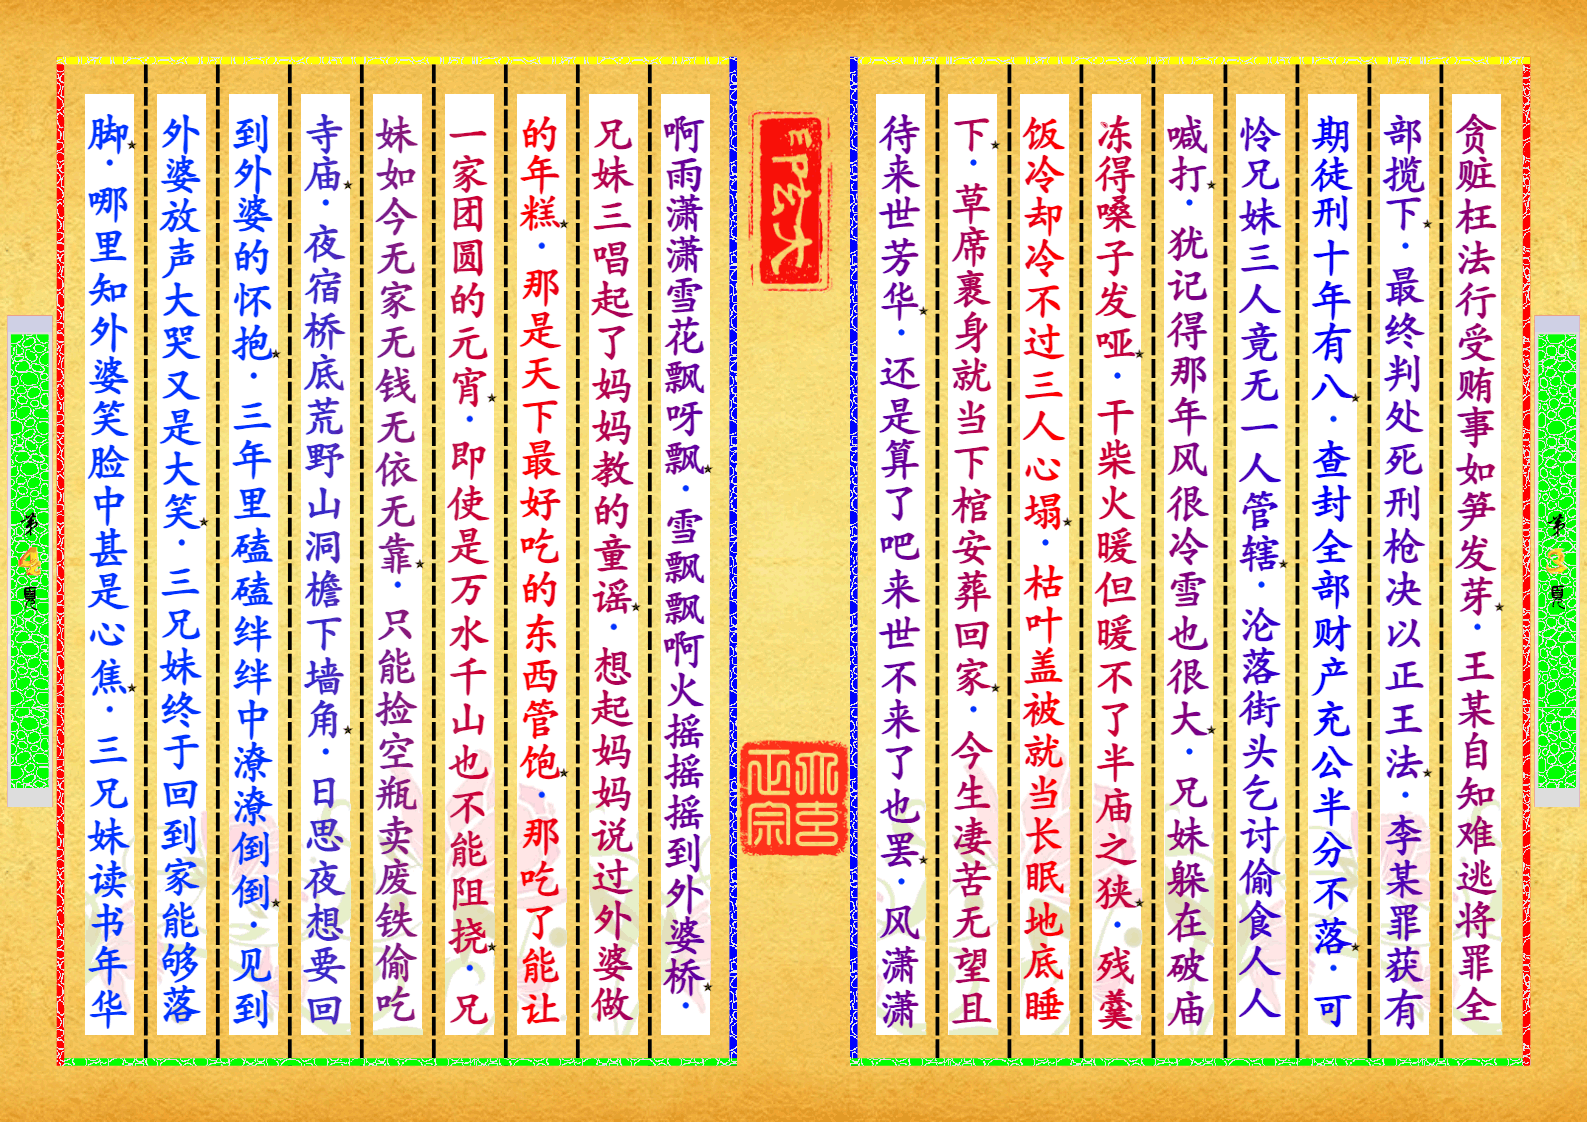 贪赃枉法行受贿事如笋发芽★·王某自知难逃将罪全
部揽下★·最终判处死刑枪决以正王法★·李某罪获有
期徒刑十年有八★·查封全部财产充公半分不落★·可
怜兄妹三人竟无一人管辖★·沦落街头乞讨偷食人人
喊打★·犹记得那年风很冷雪也很大★·兄妹躲在破庙
冻得嗓子发哑★·干柴火暖但暖不了半庙之狭★·残羹
饭冷却冷不过三人心塌★·枯叶盖被就当长眠地底睡
下★·草席裹身就当下棺安葬回家★·今生凄苦无望且
待来世芳华★·还是算了吧来世不来了也罢★·风潇潇
第3頁
啊雨潇潇雪花飘呀飘★·雪飘飘啊火摇摇摇到外婆桥★·
兄妹三唱起了妈妈教的童谣★·想起妈妈说过外婆做
的年糕★·那是天下最好吃的东西管饱★·那吃了能让
一家团圆的元宵★·即使是万水千山也不能阻挠★·兄
妹如今无家无钱无依无靠★·只能捡空瓶卖废铁偷吃
寺庙★·夜宿桥底荒野山洞檐下墙角★·日思夜想要回
到外婆的怀抱★·三年里磕磕绊绊中潦潦倒倒★·见到
外婆放声大哭又是大笑★·三兄妹终于回到家能够落
脚★·哪里知外婆笑脸中甚是心焦★·三兄妹读书年华
第4頁